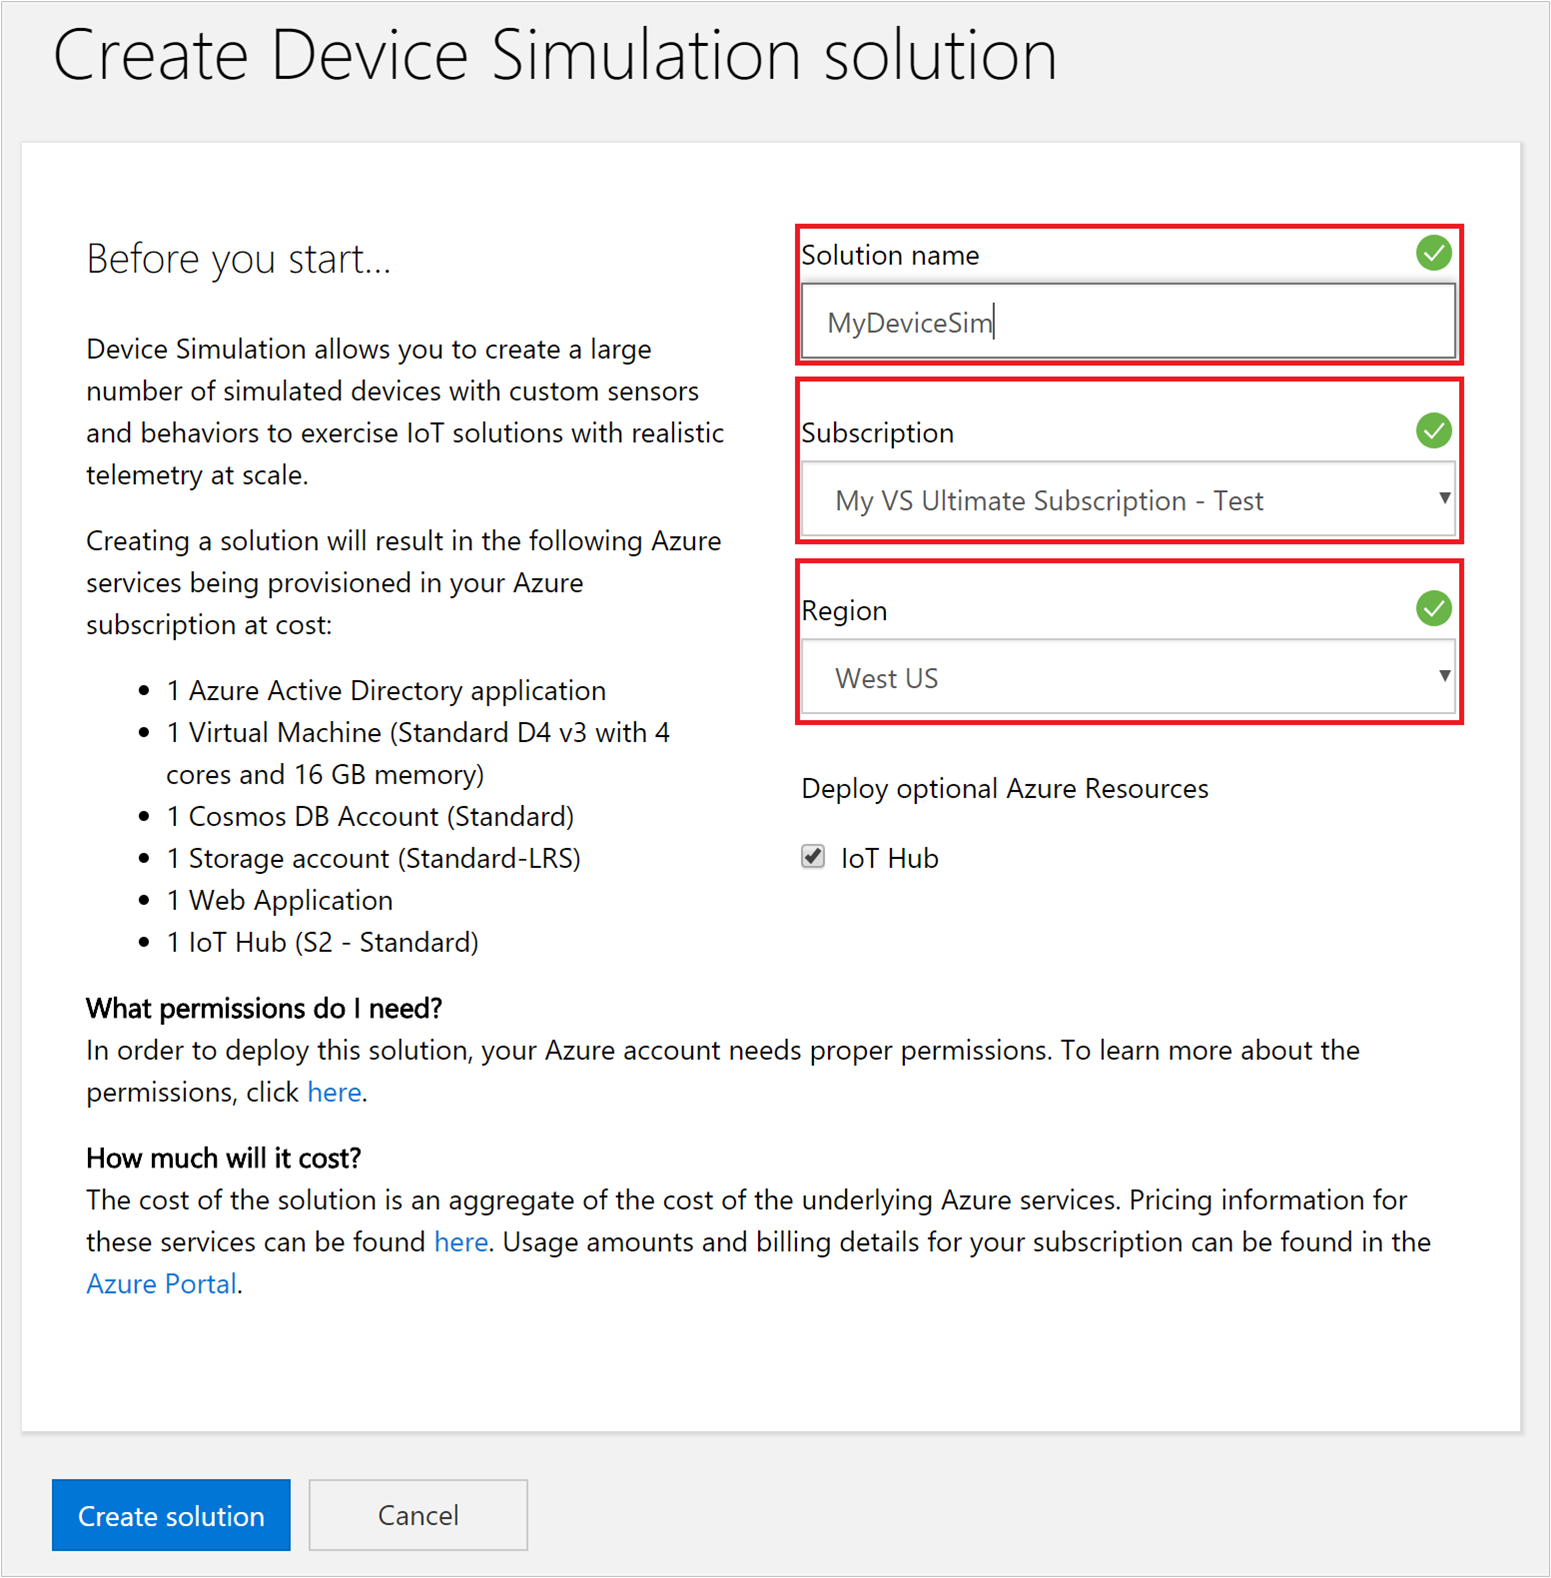 Create Device Simulation solution
Before you start...
Device Simulation allows you to create a large
number of simulated devices with custom sensors
and behaviors to exercise IoT solutions with realistic
telemetry at scale.
Creating a solution will result in the following Azure
services being provisioned in your Azure
subscription at cost:
• 1 Azure Active Directory application
• 1 Virtual Machine (Standard D4 v3 with 4
cores and 16 GB memory)
• 1 Cosmos DB Account (Standard)
• 1 Storage account (Standard-LRS)
• 1 Web Application
• 1 IoT Hub (S2 - Standard)
Solution name
MyDeviceSim
Subscription
My VS Ultimate Subscription - Test
Region
West US
Deploy optional Azure Resources
IoT Hub
What permissions do I need?
In order to deploy this solution, your Azure account needs proper permissions. To learn more about the
permissions, click here.
How much will it cost?
The cost of the solution is an aggregate of the cost of the underlying Azure services. Pricing information for
these services can be found here. Usage amounts and billing details for your subscription can be found in the
Azure Portal.
Create solution
Cancel